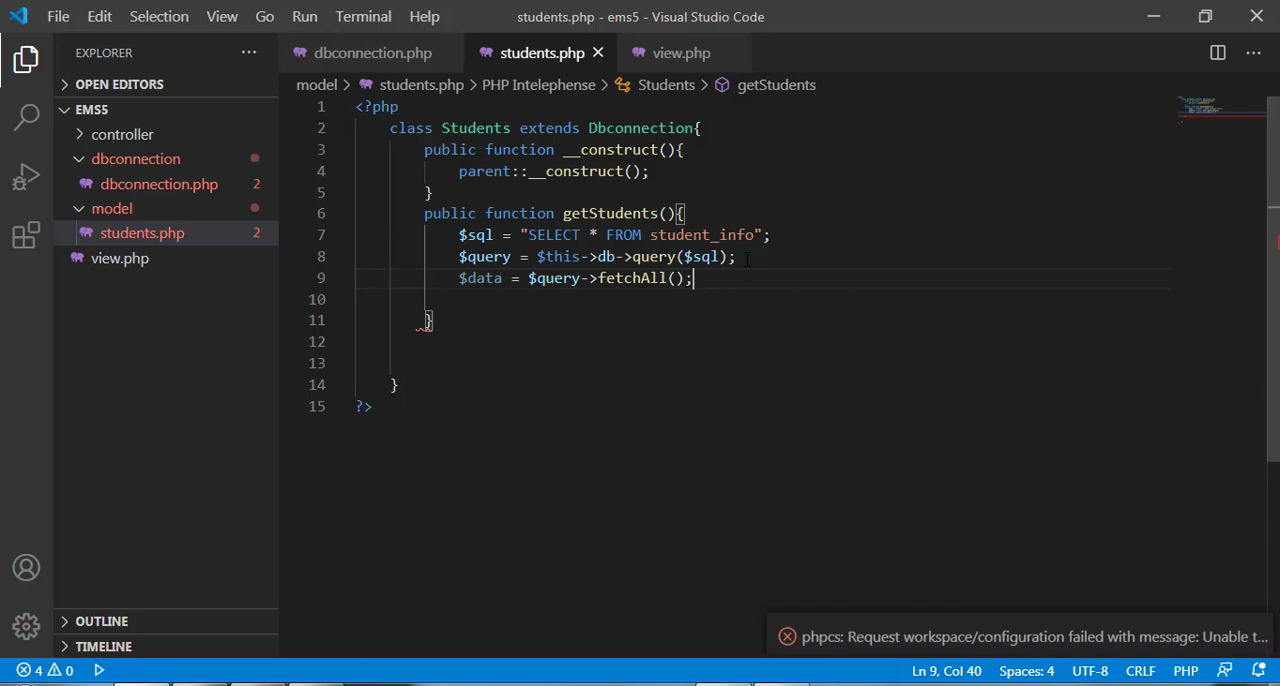 File Edit Selection View Go Run Terminal Help students.php - ems5 - Visual Studio Code
EXPLORER
OPEN EDITORS
EMS5
controller
dbconnection
dbconnection.php 2
model
students.php 2
view.php
OUTLINE
TIMELINE
dbconnection.php students.php view.php
model > students.php > PHP Intelephense > Students > getStudents
1 <?php
2 class Students extends Dbconnection{
3 public function __construct(){
4 parent::__construct();
5 }
6 public function getStudents(){
7 $sql = "SELECT * FROM student_info";
8 $query = $this->db->query($sql);
9 $data = $query->fetchAll();
10
11 }
12
13
14 }
15 ?>
phpcs: Request workspace/configuration failed with message: Unable t...
4 0 Ln 9, Col 40 Spaces: 4 UTF-8 CRLF PHP